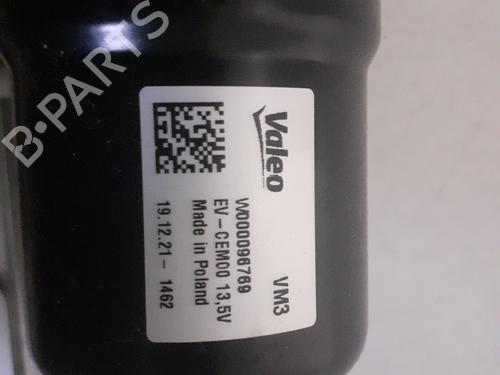 Valeo
VM3
W000096769
EV-CEM00 13,5V
Made in Poland
19.12.21- 1462
B-PARTS